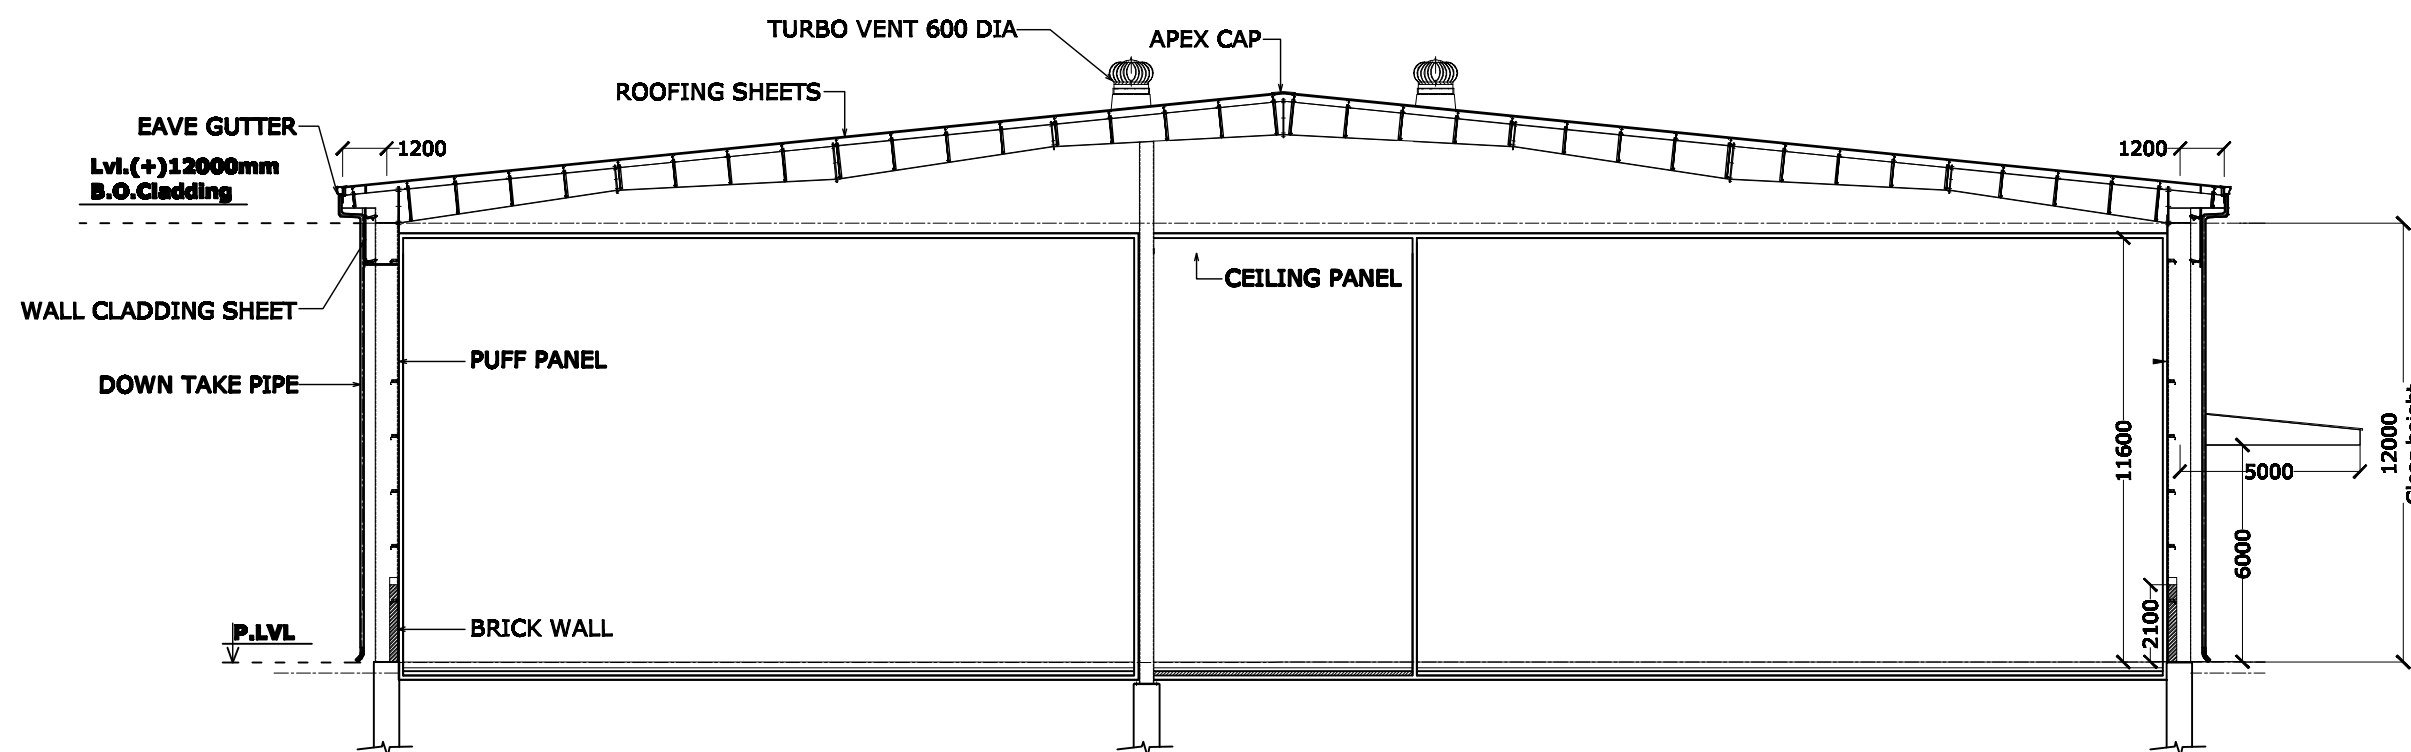 TURBO VENT 600 DIA
APEX CAP
ROOFING SHEETS
EAVE GUTTER
1200
1200
Lvl.(+)12000mm
B.O.Cladding
CEILING PANEL
WALL CLADDING SHEET
PUFF PANEL
DOWN TAKE PIPE
11600
12000
5000
6000
2100
BRICK WALL
P.LVL